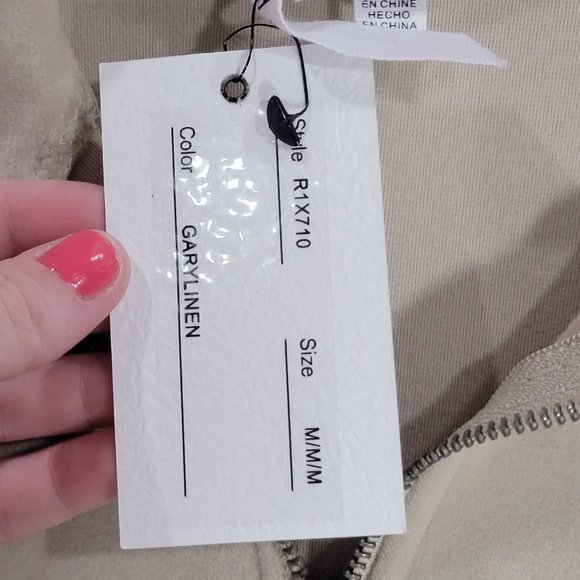 EN CHINE
HECHO
EN CHINA
Style R1X710
Size M/M/M
Color GARYLINEN